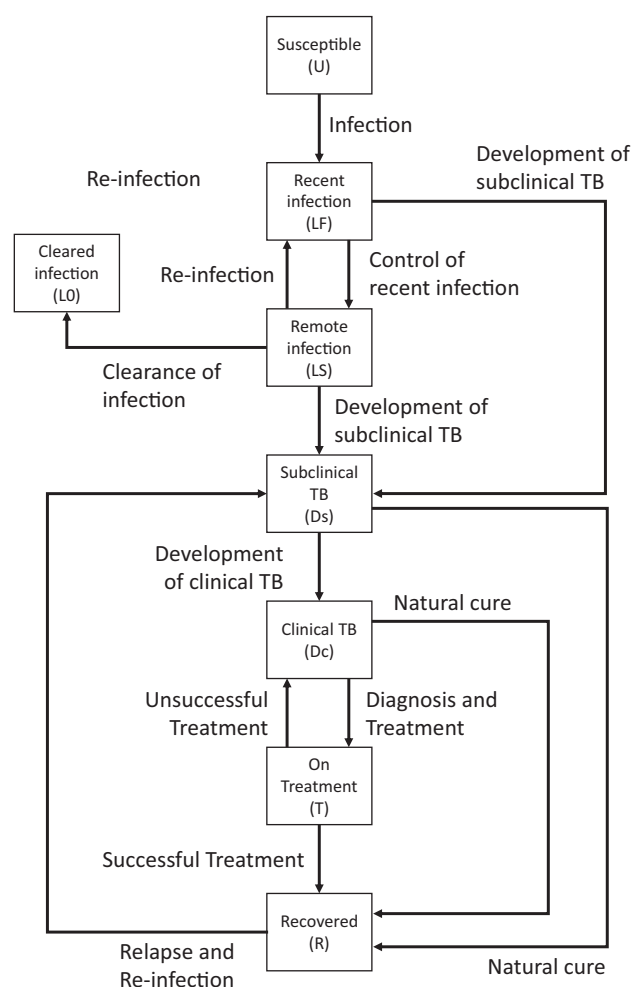 Susceptible
(U)
Infection
Development of
subclinical TB
Re-infection
Recent
infection
(LF)
Cleared
infection
(L0)
Re-infection
Control of
recent infection
Remote
infection
(LS)
Clearance of
infection
Development of
subclinical TB
Subclinical
TB
(Ds)
Development
of clinical TB
Natural cure
Clinical TB
(Dc)
Unsuccessful
Treatment
Diagnosis and
Treatment
On
Treatment
(T)
Successful Treatment
Recovered
(R)
Relapse and
Re-infection
Natural cure